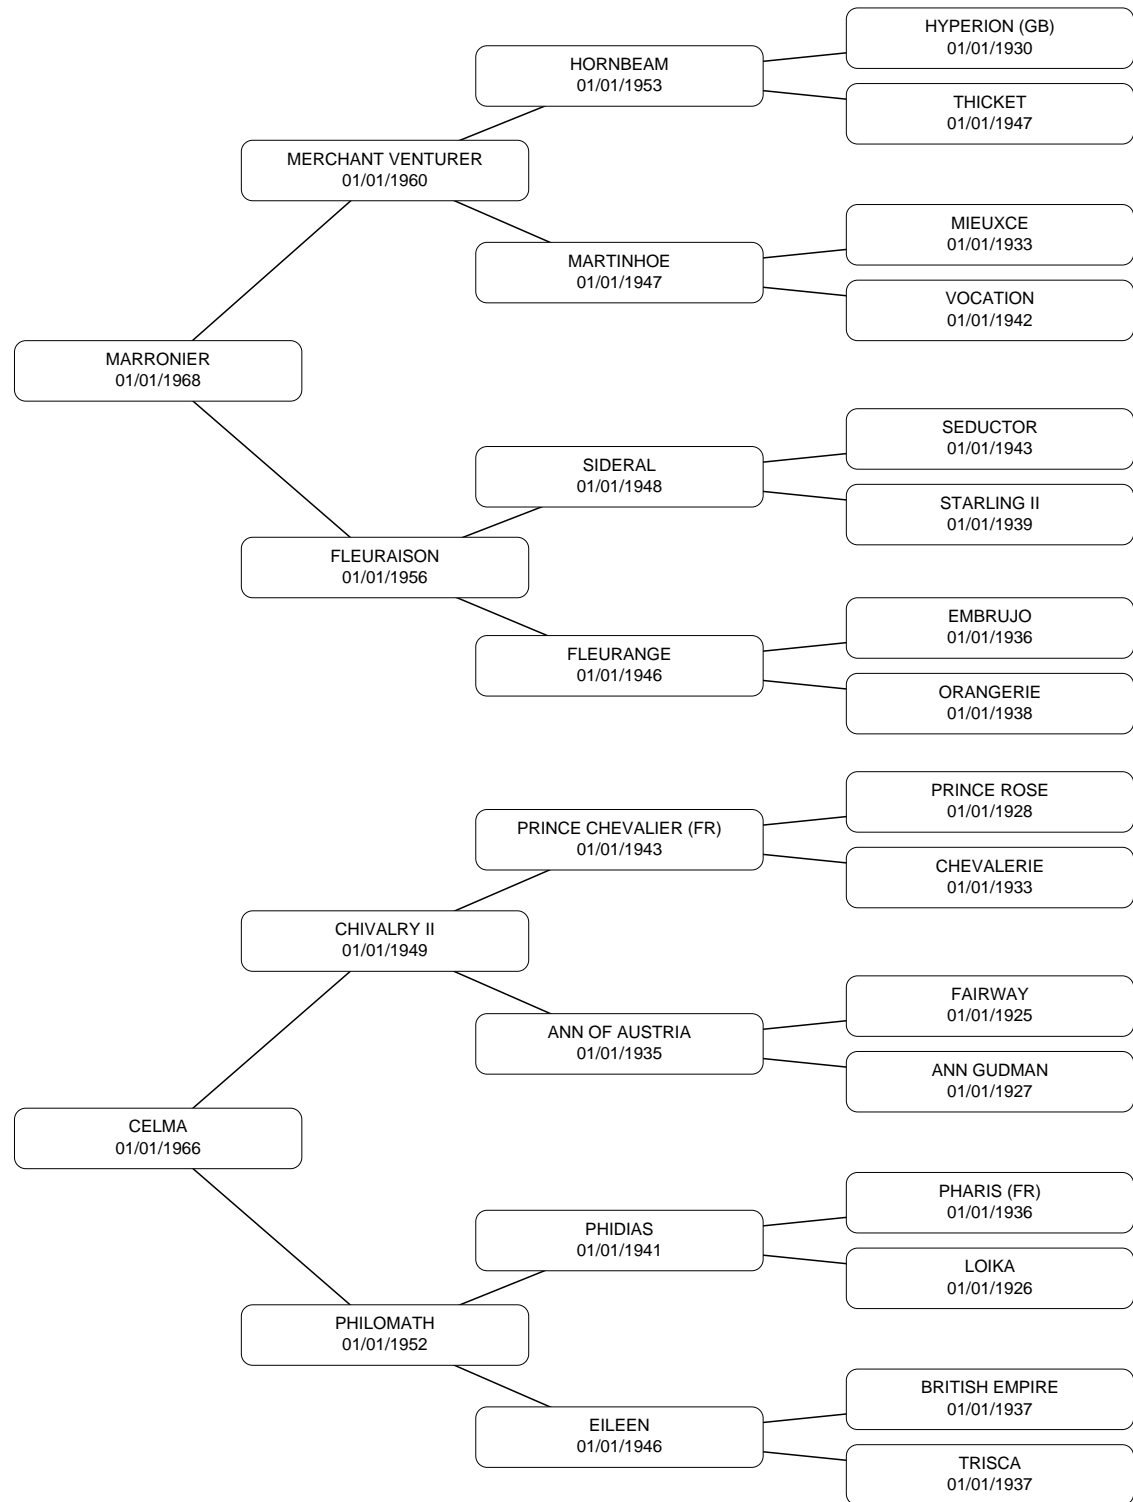 HYPERION (GB)
01/01/1930
HORNBEAM
01/01/1953
THICKET
01/01/1947
MERCHANT VENTURER
01/01/1960
MIEUXCE
01/01/1933
MARTINHOE
01/01/1947
VOCATION
01/01/1942
MARRONIER
01/01/1968
SEDUCTOR
01/01/1943
SIDERAL
01/01/1948
STARLING II
01/01/1939
FLEURAISON
01/01/1956
EMBRUJO
01/01/1936
FLEURANGE
01/01/1946
ORANGERIE
01/01/1938
PRINCE ROSE
01/01/1928
PRINCE CHEVALIER (FR)
01/01/1943
CHEVALERIE
01/01/1933
CHIVALRY II
01/01/1949
FAIRWAY
01/01/1925
ANN OF AUSTRIA
01/01/1935
ANN GUDMAN
01/01/1927
CELMA
01/01/1966
PHARIS (FR)
01/01/1936
PHIDIAS
01/01/1941
LOIKA
01/01/1926
PHILOMATH
01/01/1952
BRITISH EMPIRE
01/01/1937
EILEEN
01/01/1946
TRISCA
01/01/1937